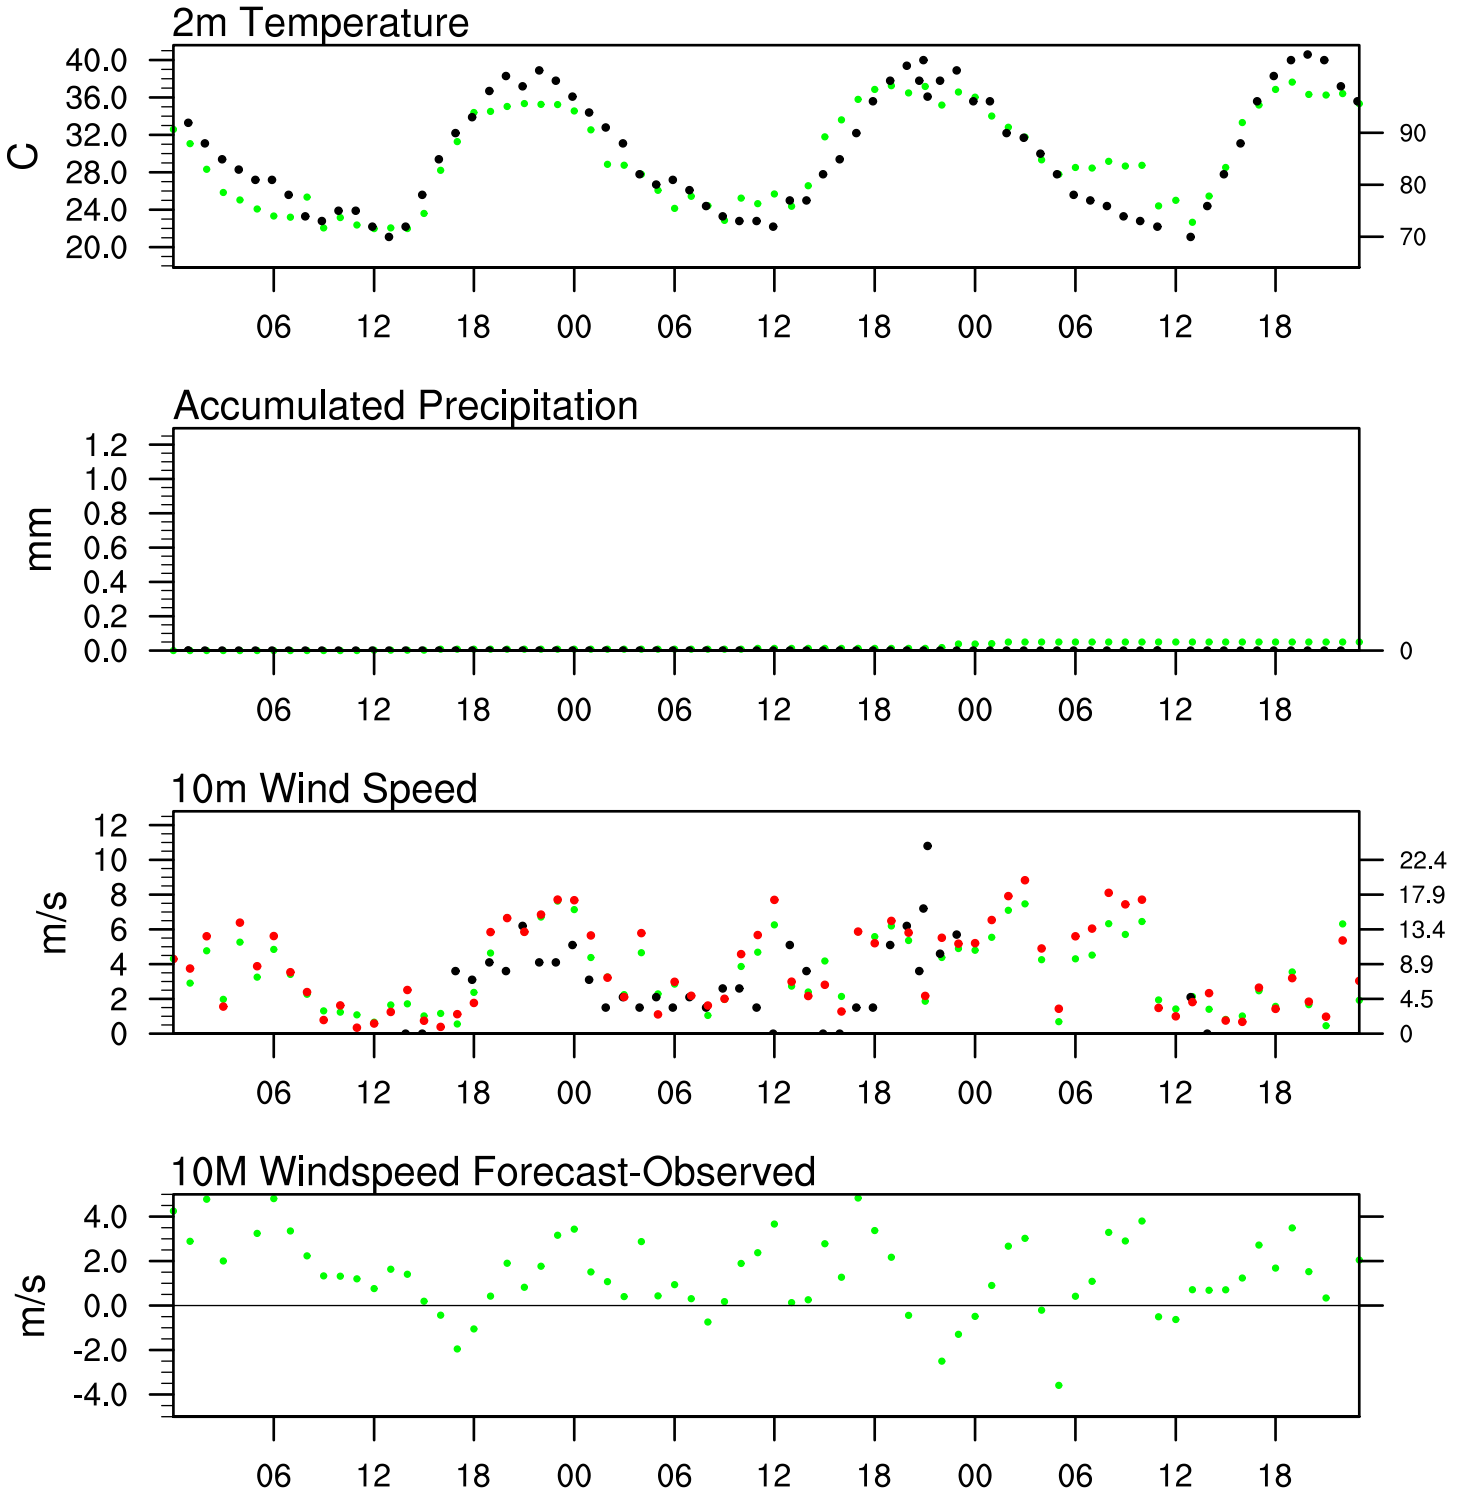 2m Temperature
C
40.0
36.0
32.0
28.0
24.0
20.0
90
80
70
06 12 18 00 06 12 18 00 06 12 18
Accumulated Precipitation
mm
1.2
1.0
0.8
0.6
0.4
0.2
0.0
0
06 12 18 00 06 12 18 00 06 12 18
10m Wind Speed
m/s
12
10
8
6
4
2
0
22.4
17.9
13.4
8.9
4.5
0
06 12 18 00 06 12 18 00 06 12 18
10M Windspeed Forecast-Observed
m/s
4.0
2.0
0.0
-2.0
-4.0
06 12 18 00 06 12 18 00 06 12 18